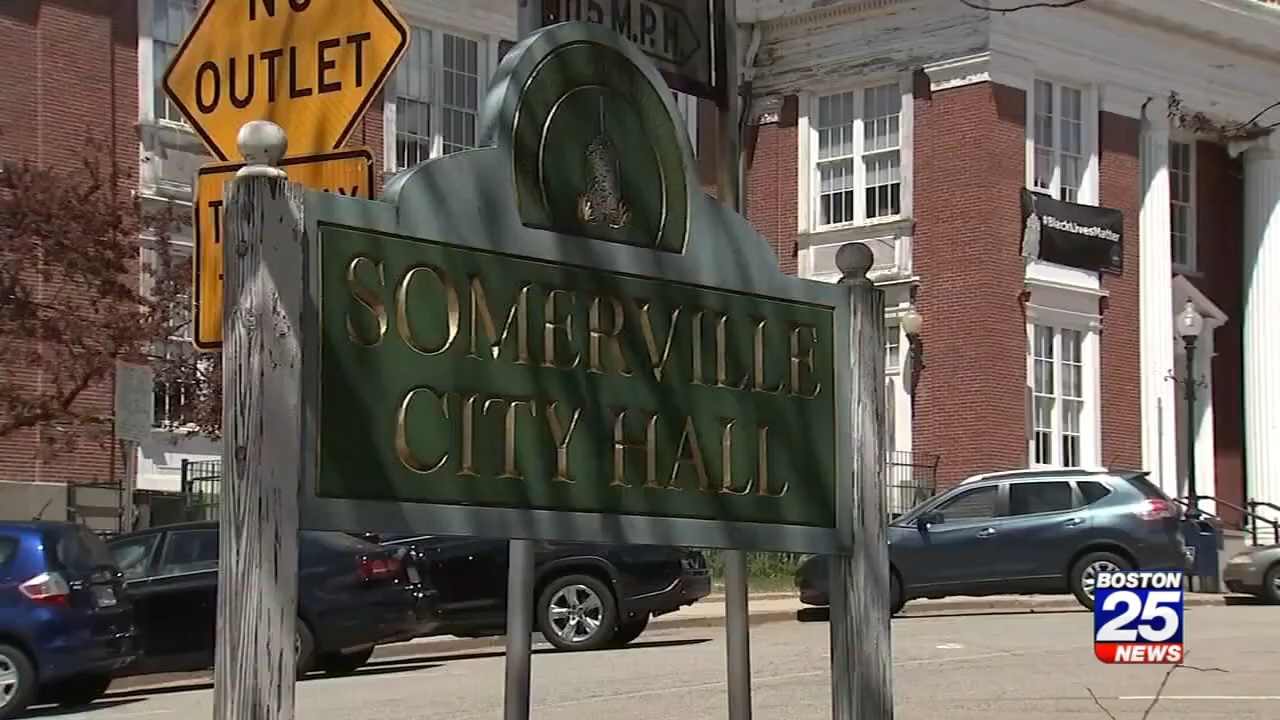 NO
OUTLET
M.P.H.
#BlackLivesMatter
SOMERVILLE
CITY HALL
BOSTON
25
NEWS